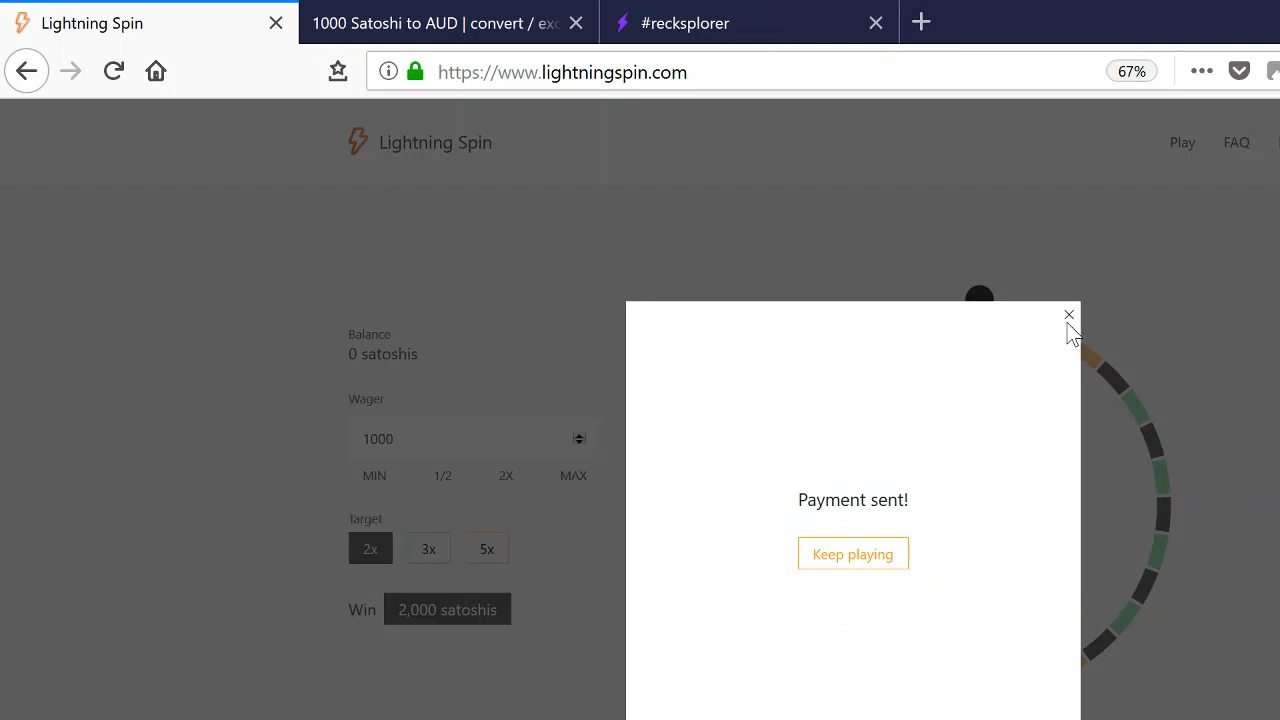 Lightning Spin
1000 Satoshi to AUD | convert / exc
#recksplorer
https://www.lightningspin.com
67%
Lightning Spin
Play
FAQ
Balance
0 satoshis
Wager
1000
MIN
1/2
2X
MAX
Target
2x
3x
5x
Win
2,000 satoshis
Payment sent!
Keep playing